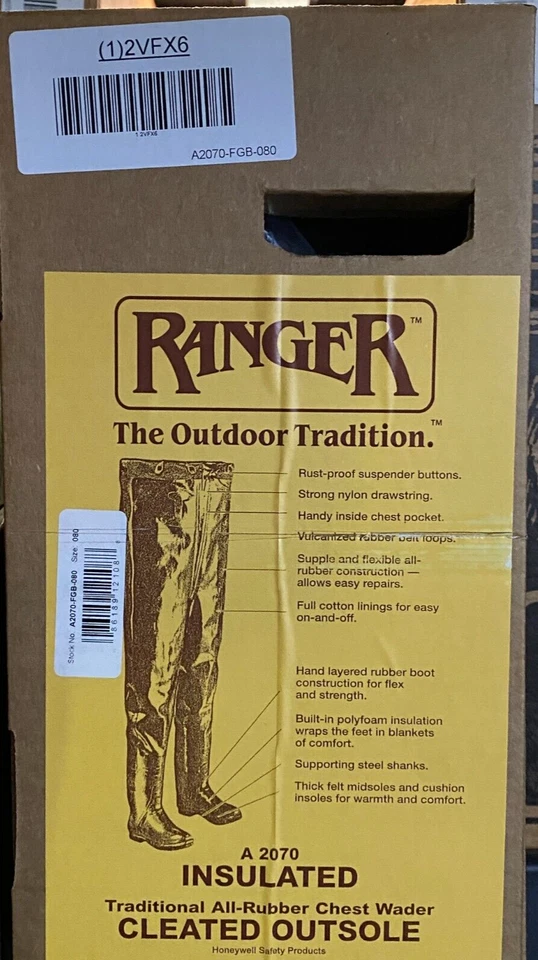 (1)2VFX6
1 2VFX6
A2070-FGB-080
RANGER™
The Outdoor Tradition.™
Rust-proof suspender buttons.
Strong nylon drawstring.
Handy inside chest pocket.
Vulcanized rubber belt loops.
Supple and flexible all-
rubber construction —
allows easy repairs.
Full cotton linings for easy
on-and-off.
Hand layered rubber boot
construction for flex
and strength.
Built-in polyfoam insulation
wraps the feet in blankets
of comfort.
Supporting steel shanks.
Thick felt midsoles and cushion
insoles for warmth and comfort.
Stock No. A2070-FGB-080 Size: 080
86189 12108
A 2070
INSULATED
Traditional All-Rubber Chest Wader
CLEATED OUTSOLE
Honeywell Safety Products